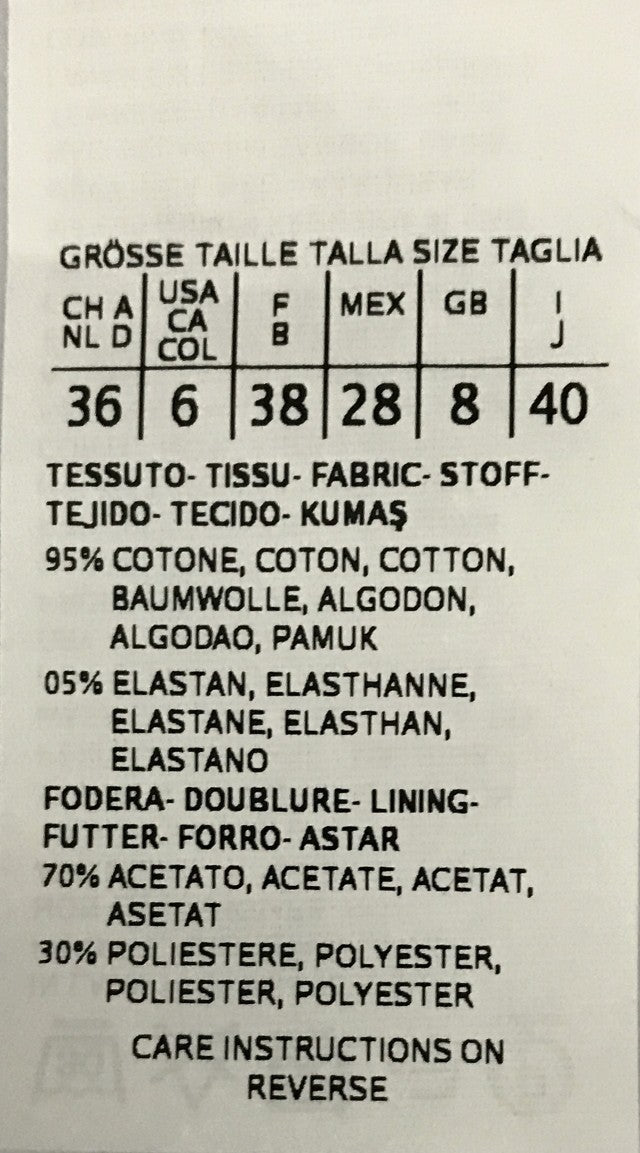 GRÖSSE TAILLE TALLA SIZE TAGLIA
CH A USA F MEX GB I
NL D CA B J
COL
36 6 38 28 8 40
TESSUTO- TISSU- FABRIC- STOFF-
TEJIDO- TECIDO- KUMAŞ
95% COTONE, COTON, COTTON,
BAUMWOLLE, ALGODON,
ALGODAO, PAMUK
05% ELASTAN, ELASTHANNE,
ELASTANE, ELASTHAN,
ELASTANO
FODERA- DOUBLURE- LINING-
FUTTER- FORRO- ASTAR
70% ACETATO, ACETATE, ACETAT,
ASETAT
30% POLIESTERE, POLYESTER,
POLIESTER, POLYESTER
CARE INSTRUCTIONS ON
REVERSE